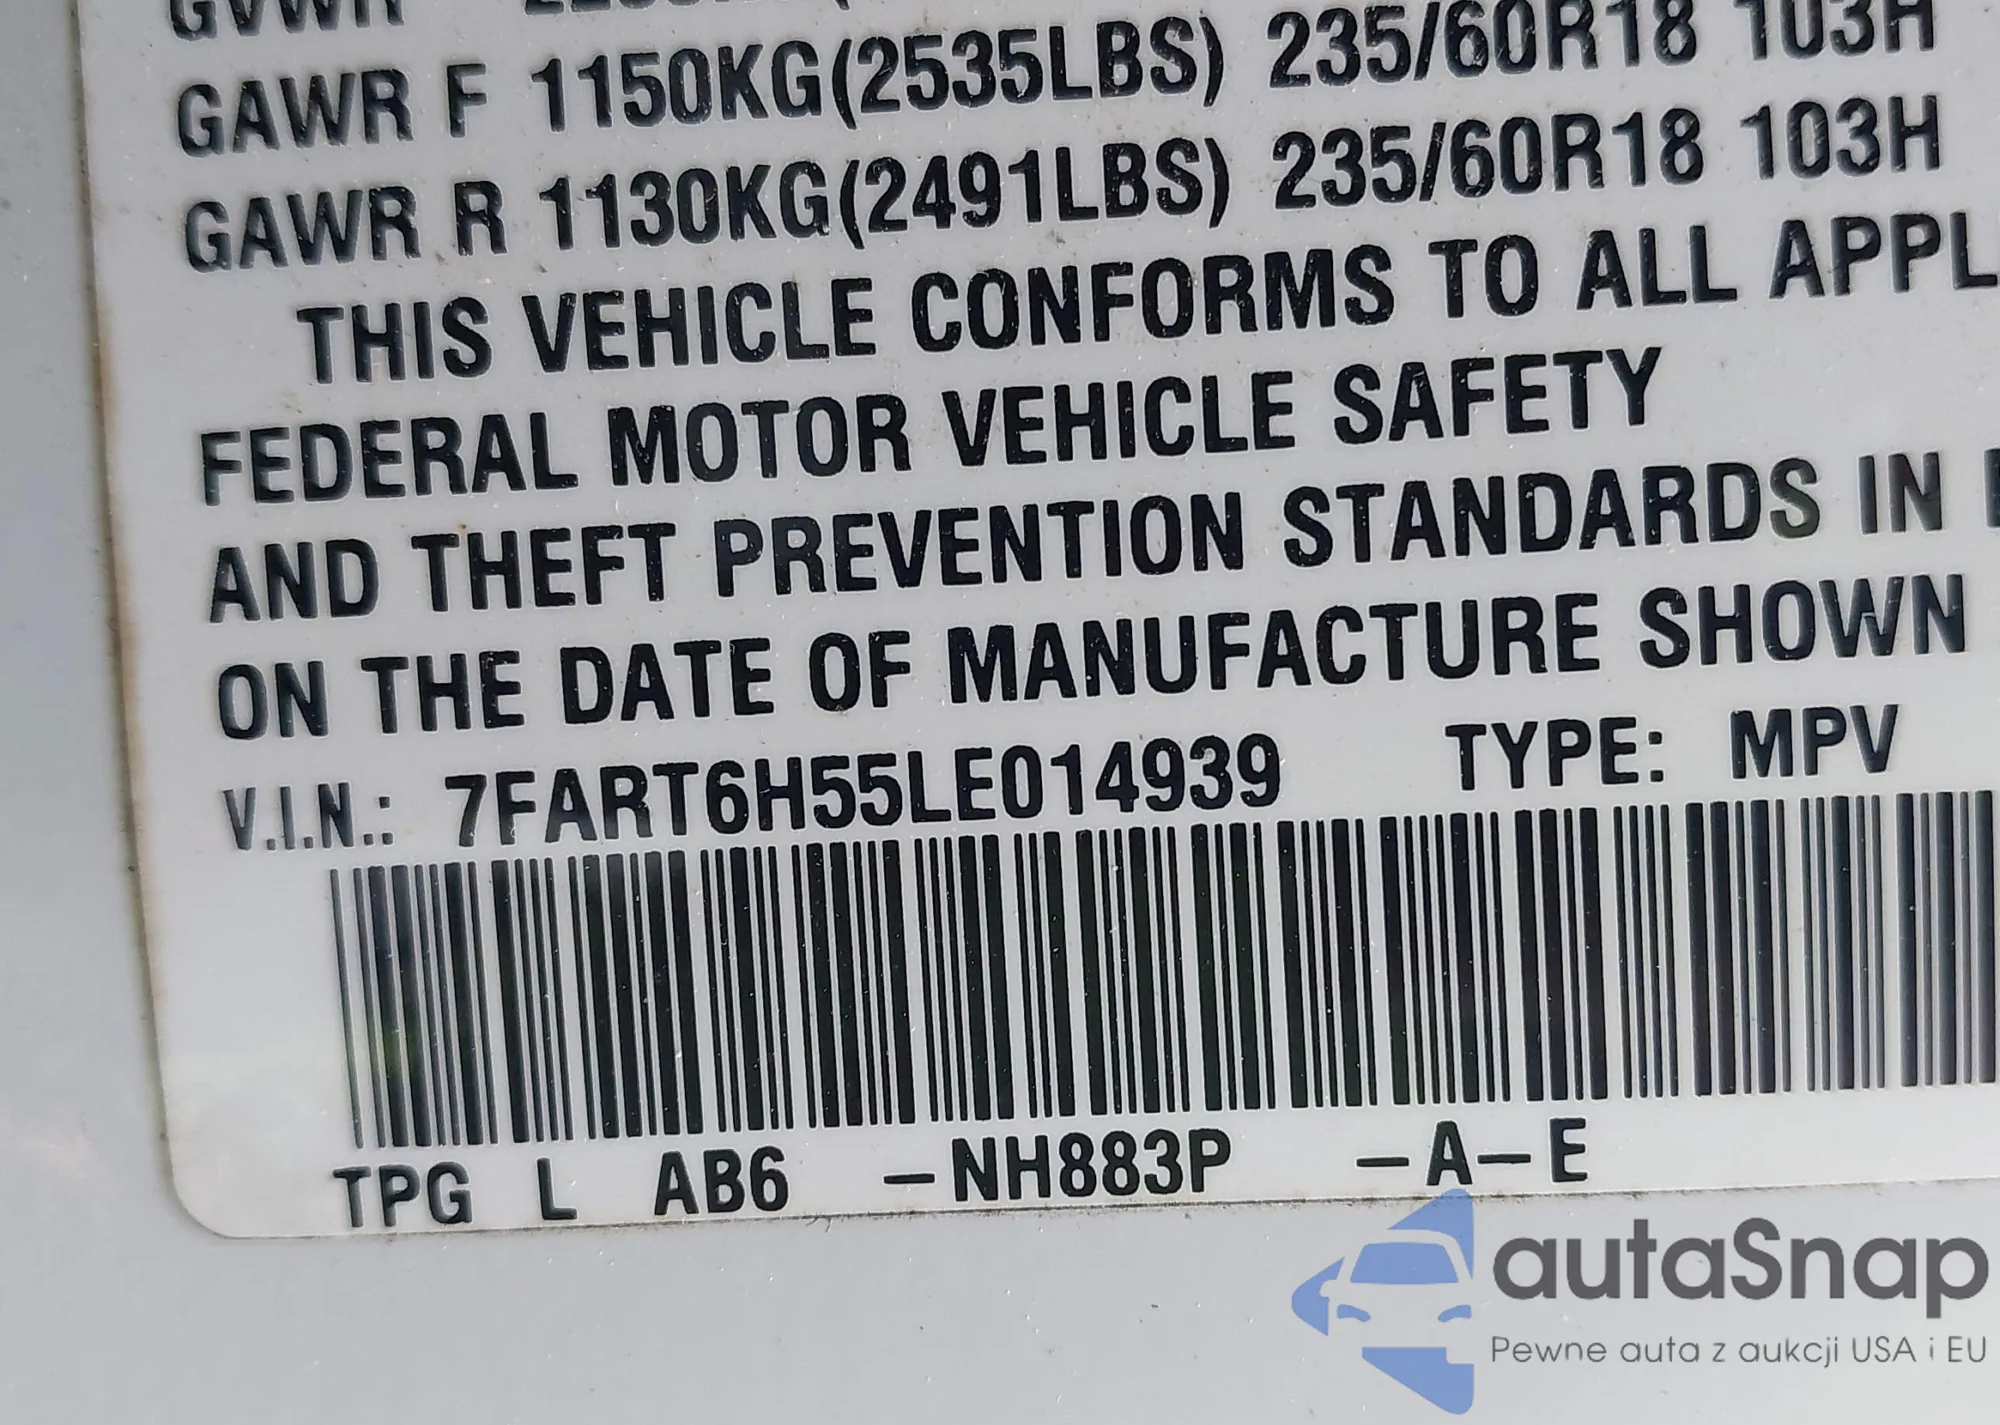 GVWR
GAWR F 1150KG(2535LBS) 235/60R18 103H
GAWR R 1130KG(2491LBS) 235/60R18 103H
THIS VEHICLE CONFORMS TO ALL APPL
FEDERAL MOTOR VEHICLE SAFETY
AND THEFT PREVENTION STANDARDS IN
ON THE DATE OF MANUFACTURE SHOWN
V.I.N.: 7FART6H55LE014939 TYPE: MPV
TPG L AB6 -NH883P -A-E
autaSnap
Pewne auta z aukcji USA i EU